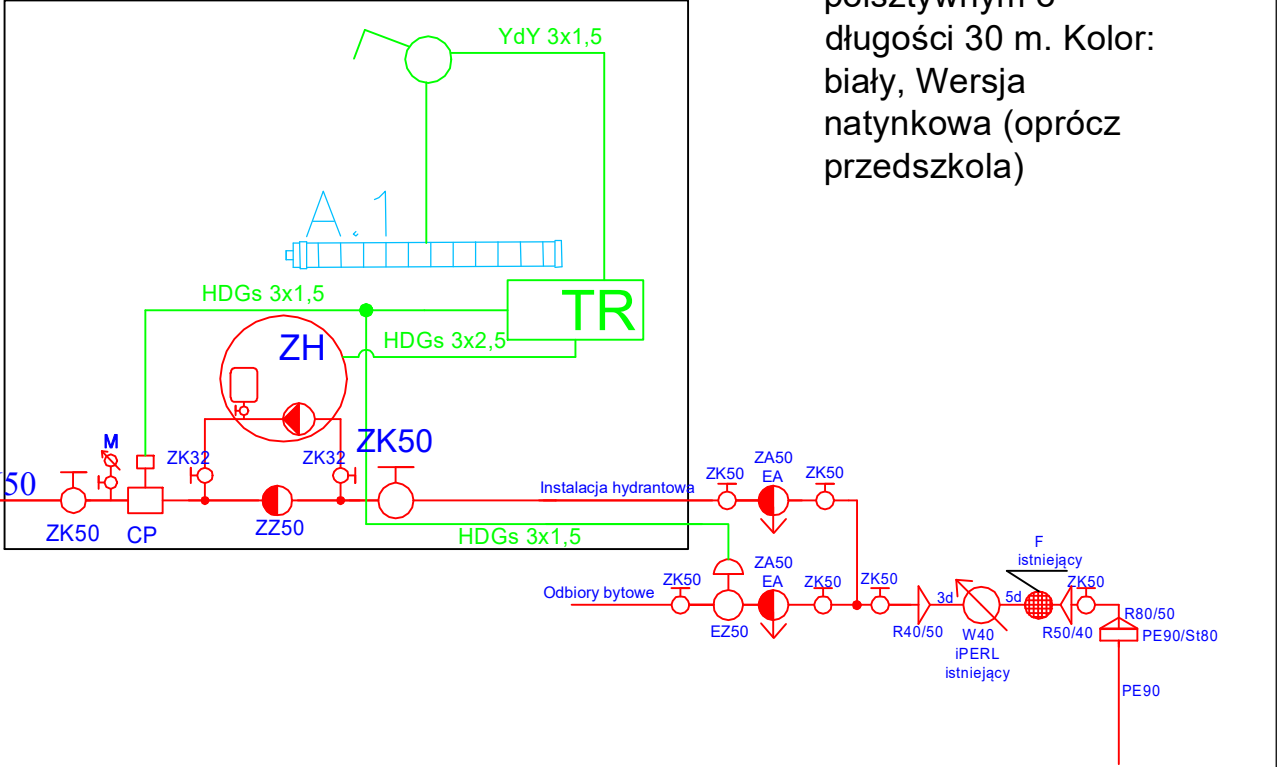 długości 30 m. Kolor:
biały, Wersja
natynkowa (oprócz
przedszkola)
YdY 3x1,5
A.1
HDGs 3x1,5
TR
ZH
HDGs 3x2,5
M
ZK32
ZK32
ZK50
50
ZK50
CP
ZZ50
Instalacja hydrantowa
ZK50
ZA50
EA
ZK50
HDGs 3x1,5
Odbiory bytowe
ZK50
EZ50
ZA50
EA
ZK50
ZK50
R40/50
3d
W40
iPERL
istniejący
5d
F
istniejący
R50/40
ZK50
R80/50
PE90/St80
PE90